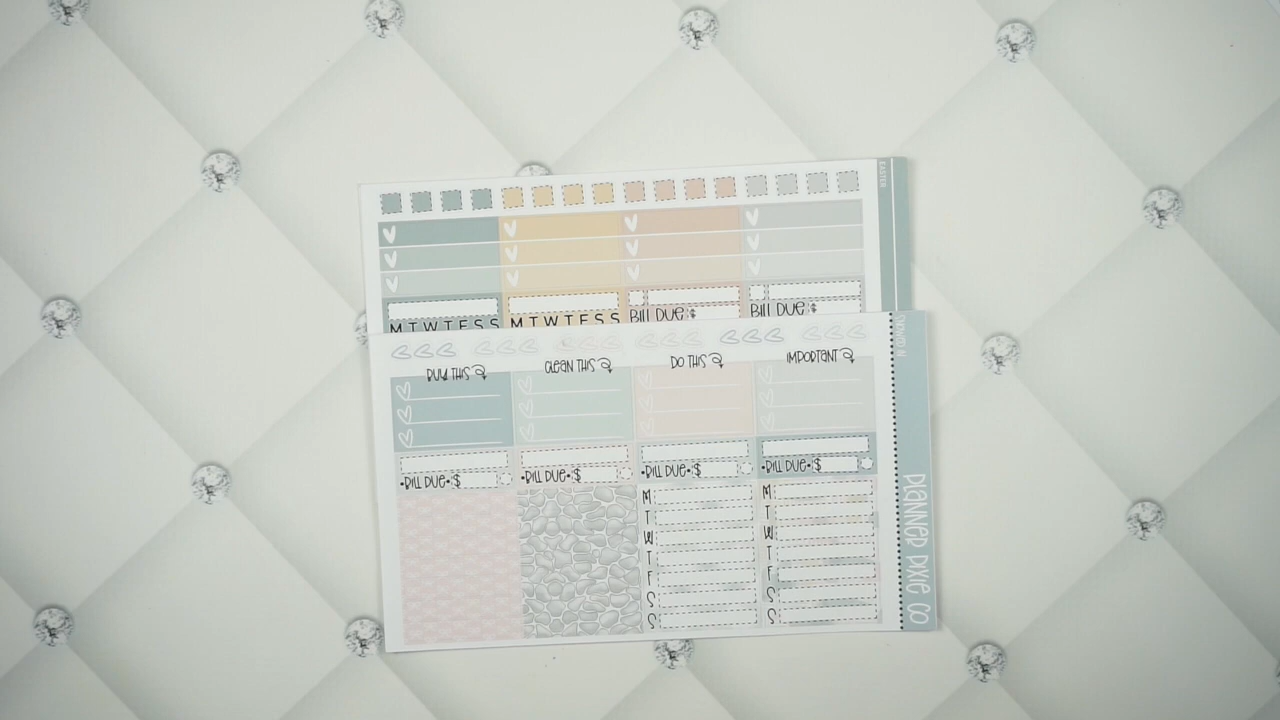 EASTER
MTWTFSS MTWTFSS BILL DUE $ BILL DUE $
BUY THIS CLEAN THIS DO THIS IMPORTANT
•BILL DUE•$ •BILL DUE•$ •BILL DUE•$ •BILL DUE•$
M M
T T
W W
T T
F F
S S
S S
PLANNER PIXIE CO